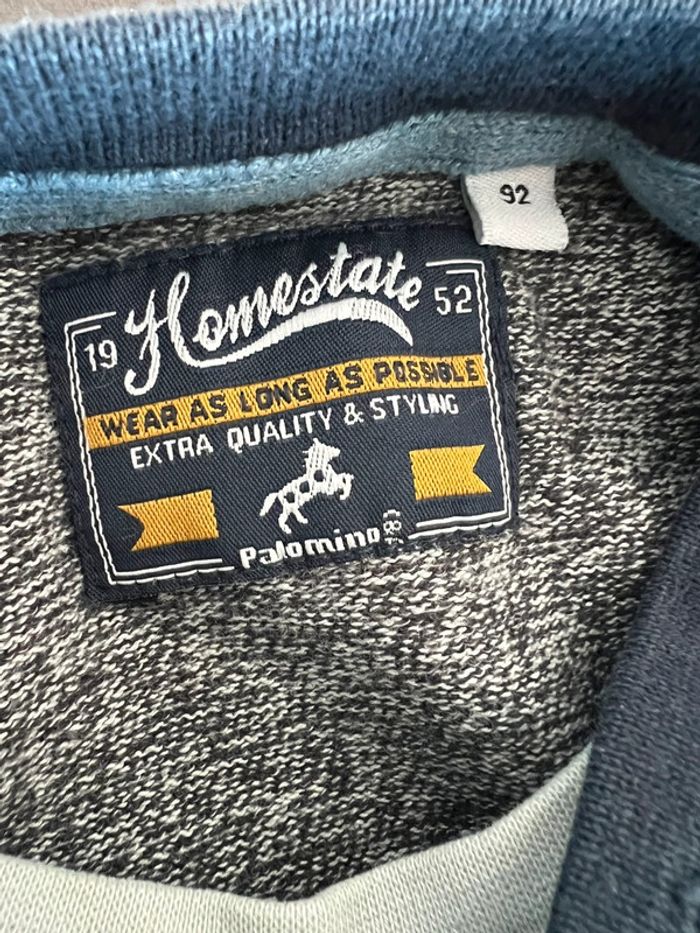 92
Homestate
19 52
WEAR AS LONG AS POSSIBLE
EXTRA QUALITY & STYLING
Palomino